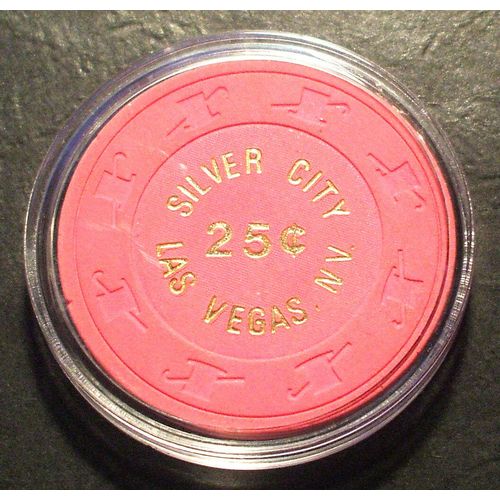 SILVER CITY
25¢
LAS VEGAS. NV.